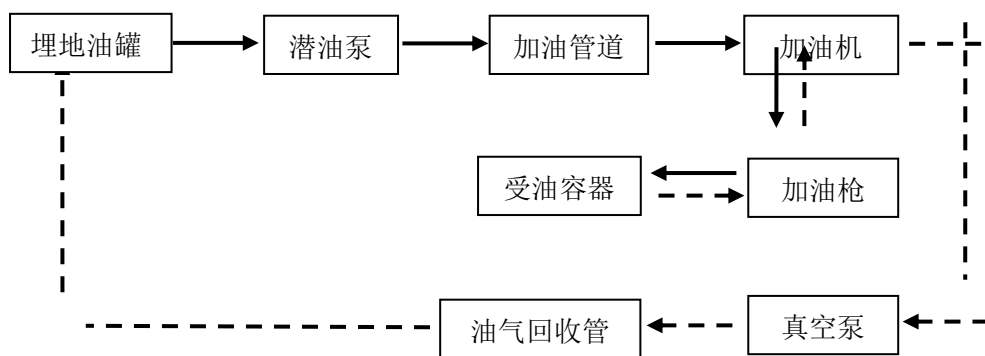 埋地油罐
潜油泵
加油管道
加油机
受油容器
加油枪
油气回收管
真空泵